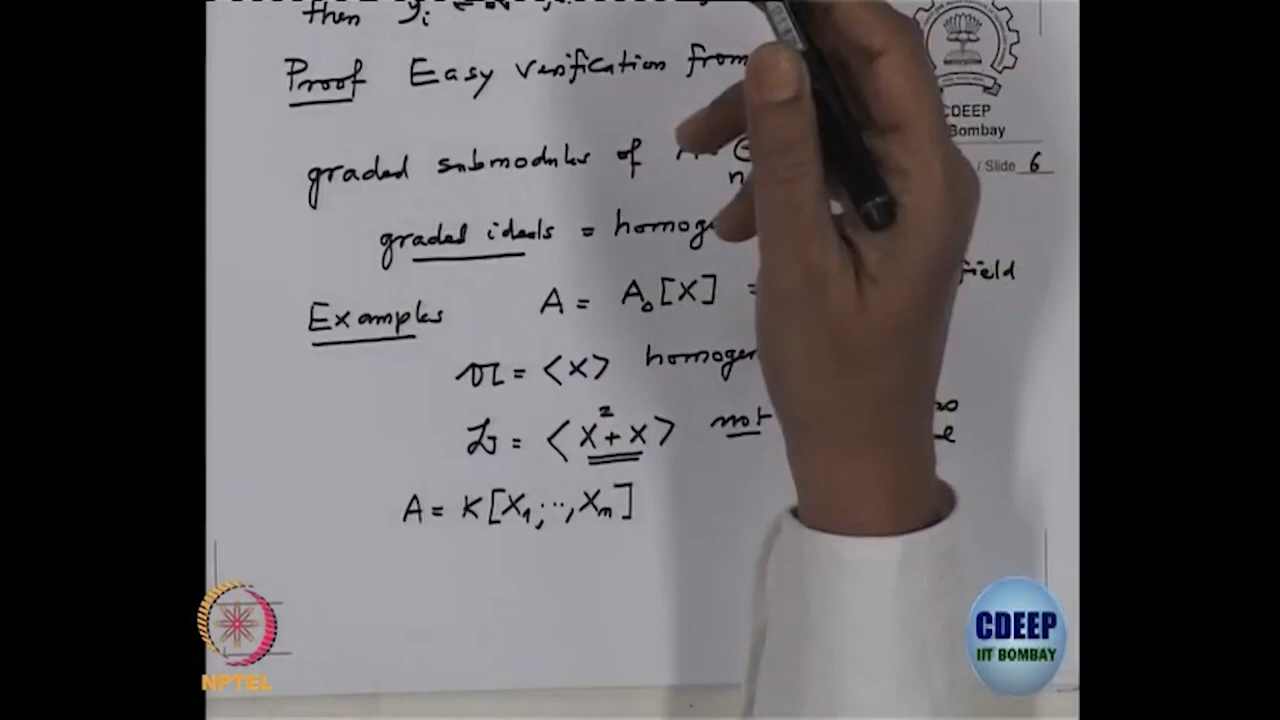 then y_i
Proof Easy verification from
CDEEP
Bombay
graded submodules of
n
/ Slide 6
graded ideals = homog
Examples A = A₀[X] = field
𝔞 = <X> homogen
𝔟 = <X² + X> not
A = K[X₁, ..., Xₙ]
NPTEL
CDEEP
IIT BOMBAY